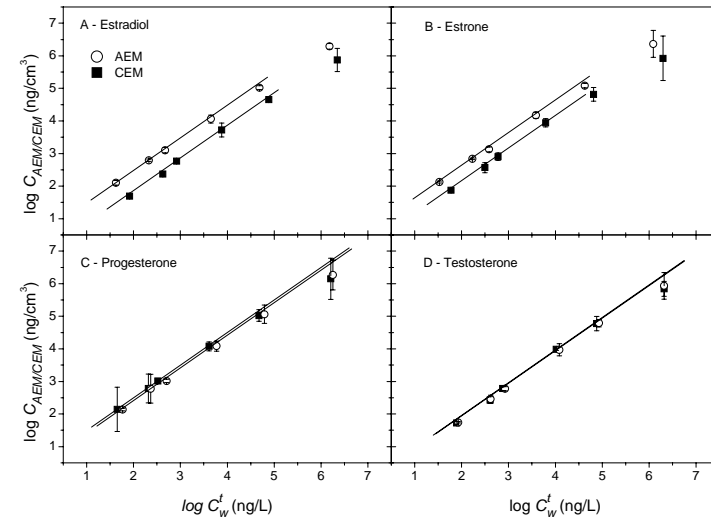 A - Estradiol
AEM
CEM
log C_AEM/CEM (ng/cm³)
7
6
5
4
3
2
1
B - Estrone
C - Progesterone
log C_AEM/CEM (ng/cm³)
7
6
5
4
3
2
1
D - Testosterone
1 2 3 4 5 6 7
1 2 3 4 5 6 7
log C_w^t (ng/L)
log C_w^t (ng/L)